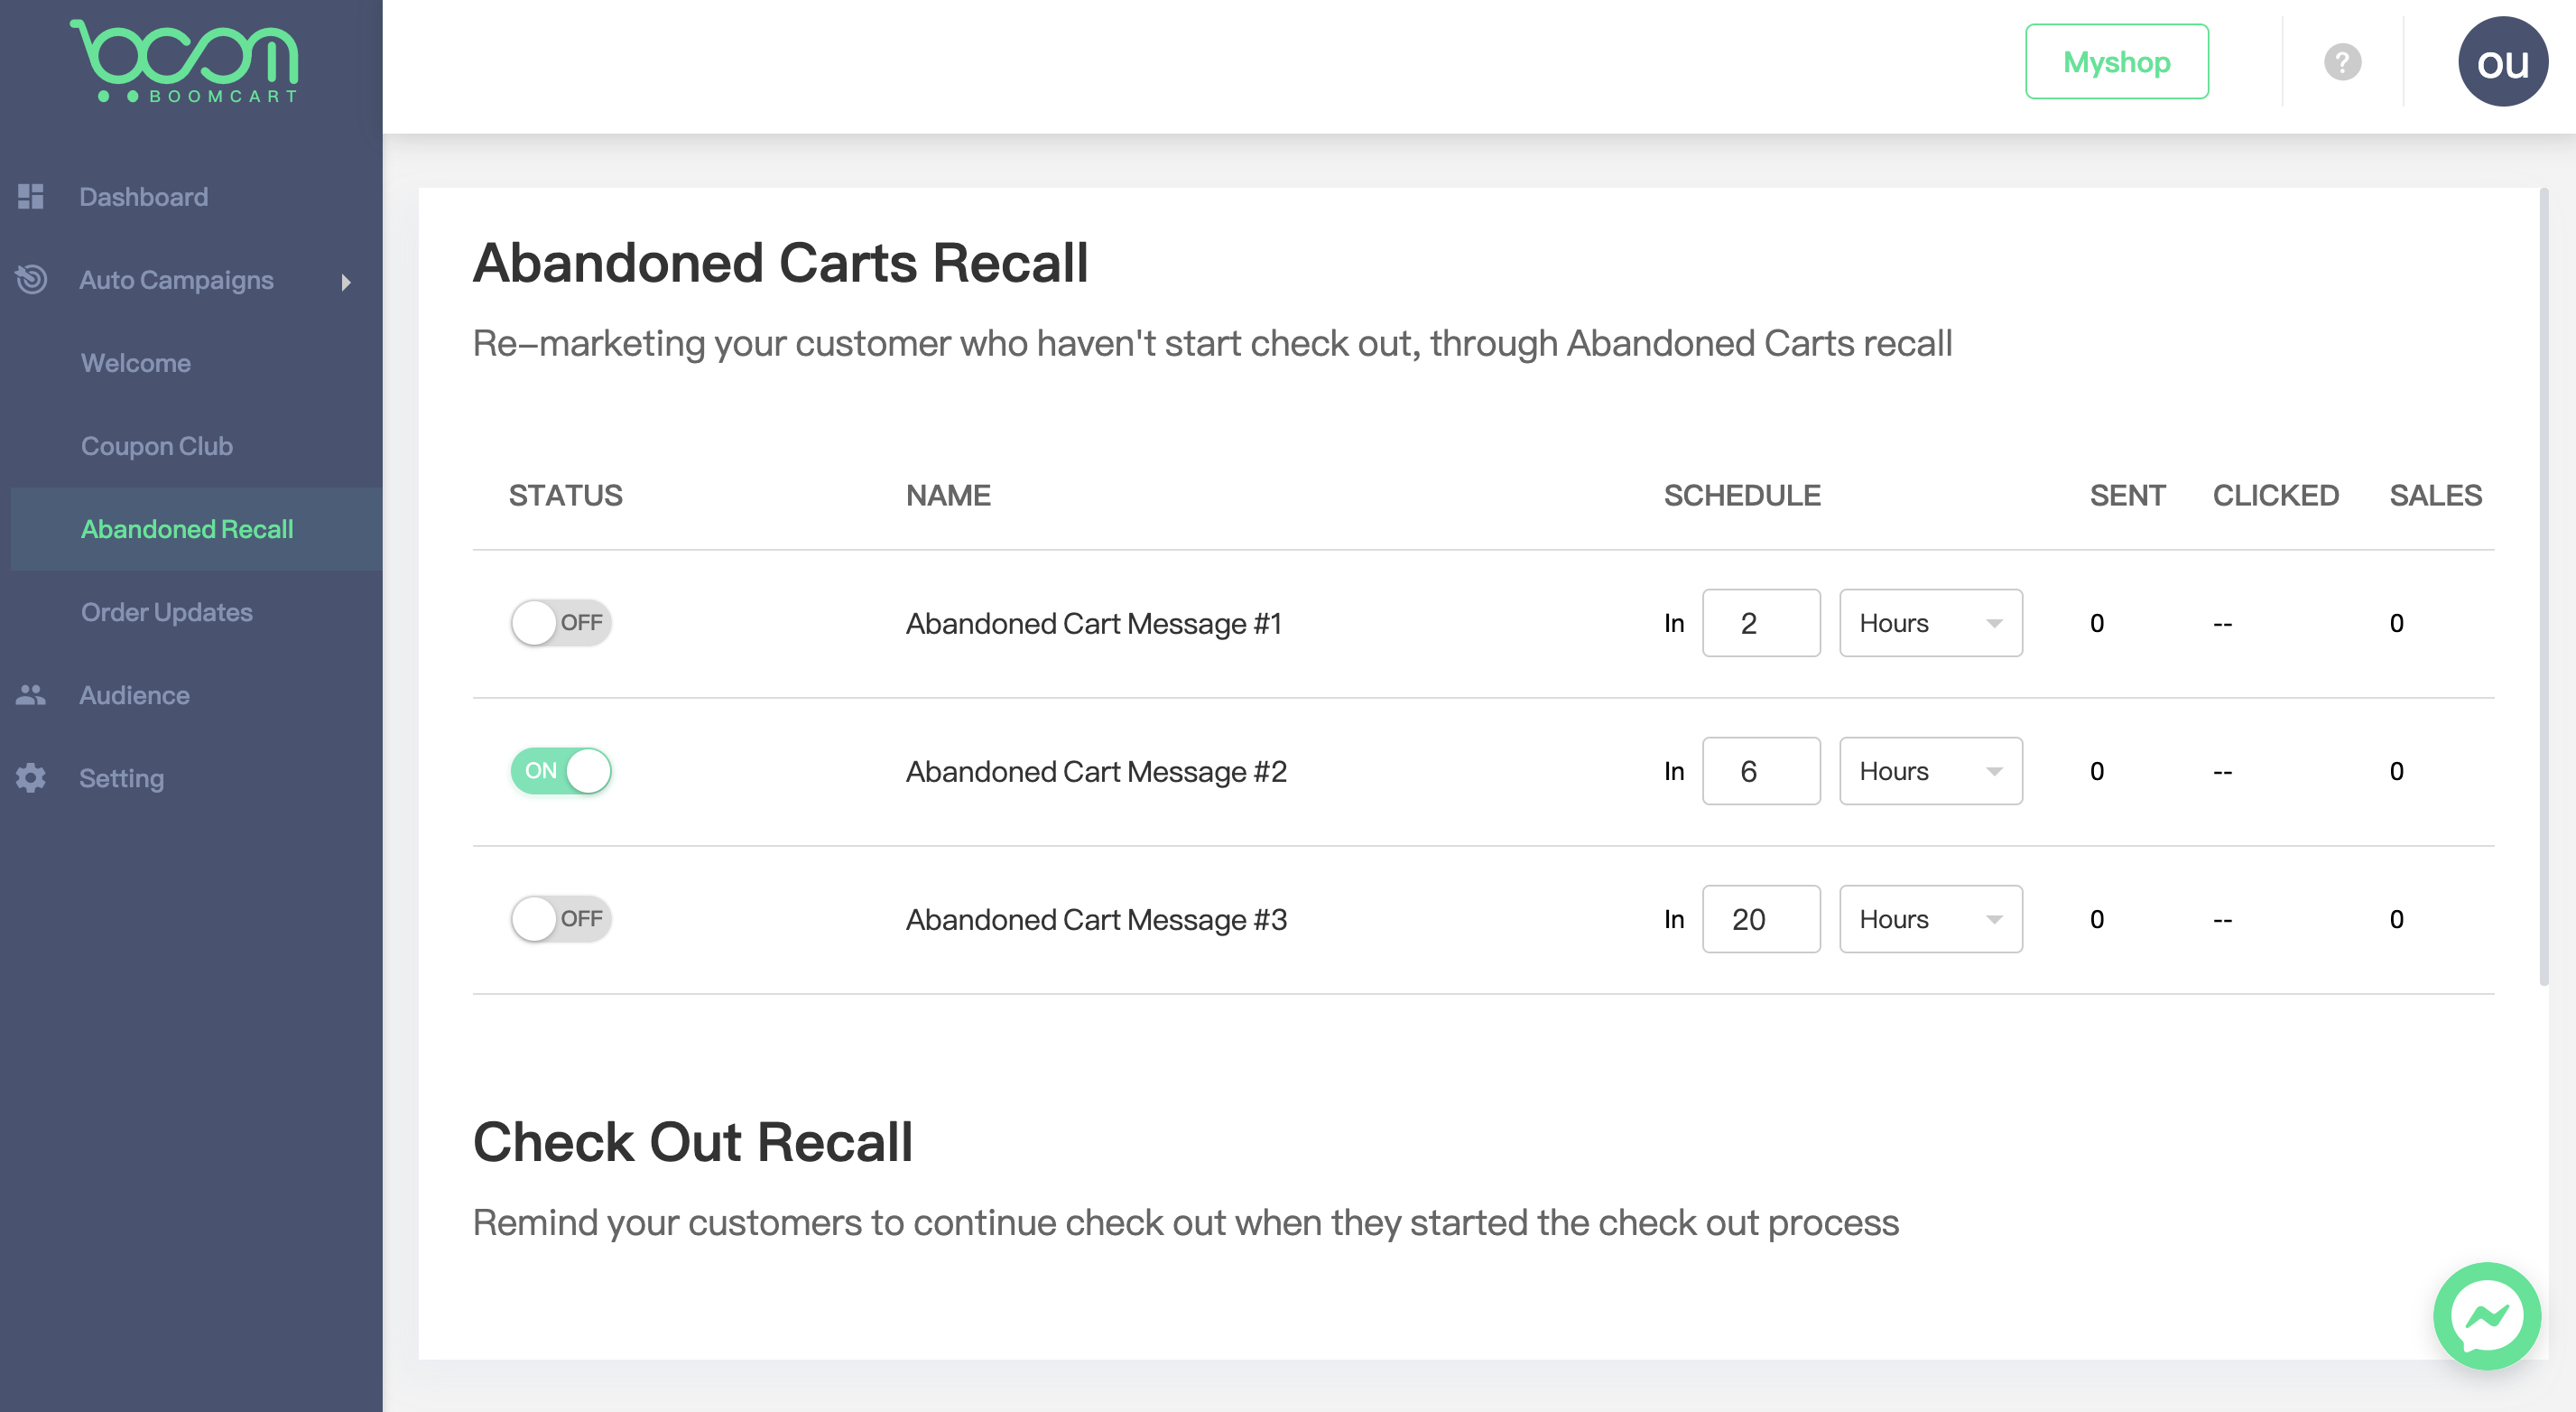 boom
BOOMCART
Myshop
?
OU
Dashboard
Auto Campaigns
Welcome
Coupon Club
Abandoned Recall
Order Updates
Audience
Setting
Abandoned Carts Recall
Re-marketing your customer who haven't start check out, through Abandoned Carts recall
STATUS NAME SCHEDULE SENT CLICKED SALES
OFF Abandoned Cart Message #1 In 2 Hours 0 -- 0
ON Abandoned Cart Message #2 In 6 Hours 0 -- 0
OFF Abandoned Cart Message #3 In 20 Hours 0 -- 0
Check Out Recall
Remind your customers to continue check out when they started the check out process